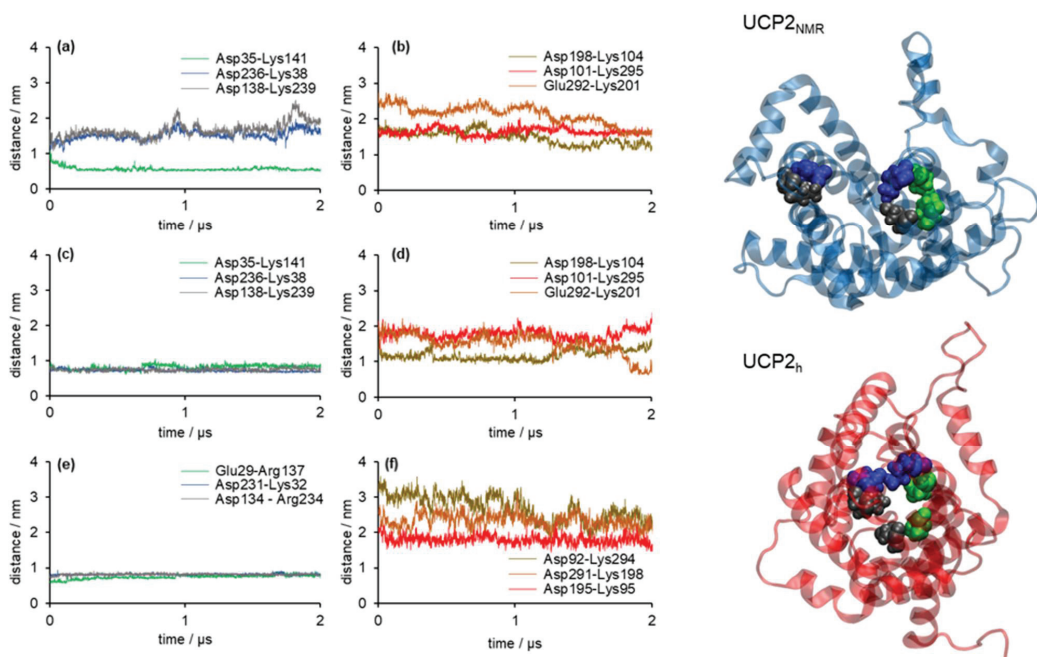 (a)
Asp35-Lys141
Asp236-Lys38
Asp138-Lys239
distance / nm
4
3
2
1
0
0
1
2
time / µs
(b)
Asp198-Lys104
Asp101-Lys295
Glu292-Lys201
distance / nm
4
3
2
1
0
0
1
2
time / µs
UCP2NMR
(c)
Asp35-Lys141
Asp236-Lys38
Asp138-Lys239
distance / nm
4
3
2
1
0
0
1
2
time / µs
(d)
Asp198-Lys104
Asp101-Lys295
Glu292-Lys201
distance / nm
4
3
2
1
0
0
1
2
time / µs
UCP2h
(e)
Glu29-Arg137
Asp231-Lys32
Asp134 - Arg234
distance / nm
4
3
2
1
0
0
1
2
time / µs
(f)
Asp92-Lys294
Asp291-Lys198
Asp195-Lys95
distance / nm
4
3
2
1
0
0
1
2
time / µs